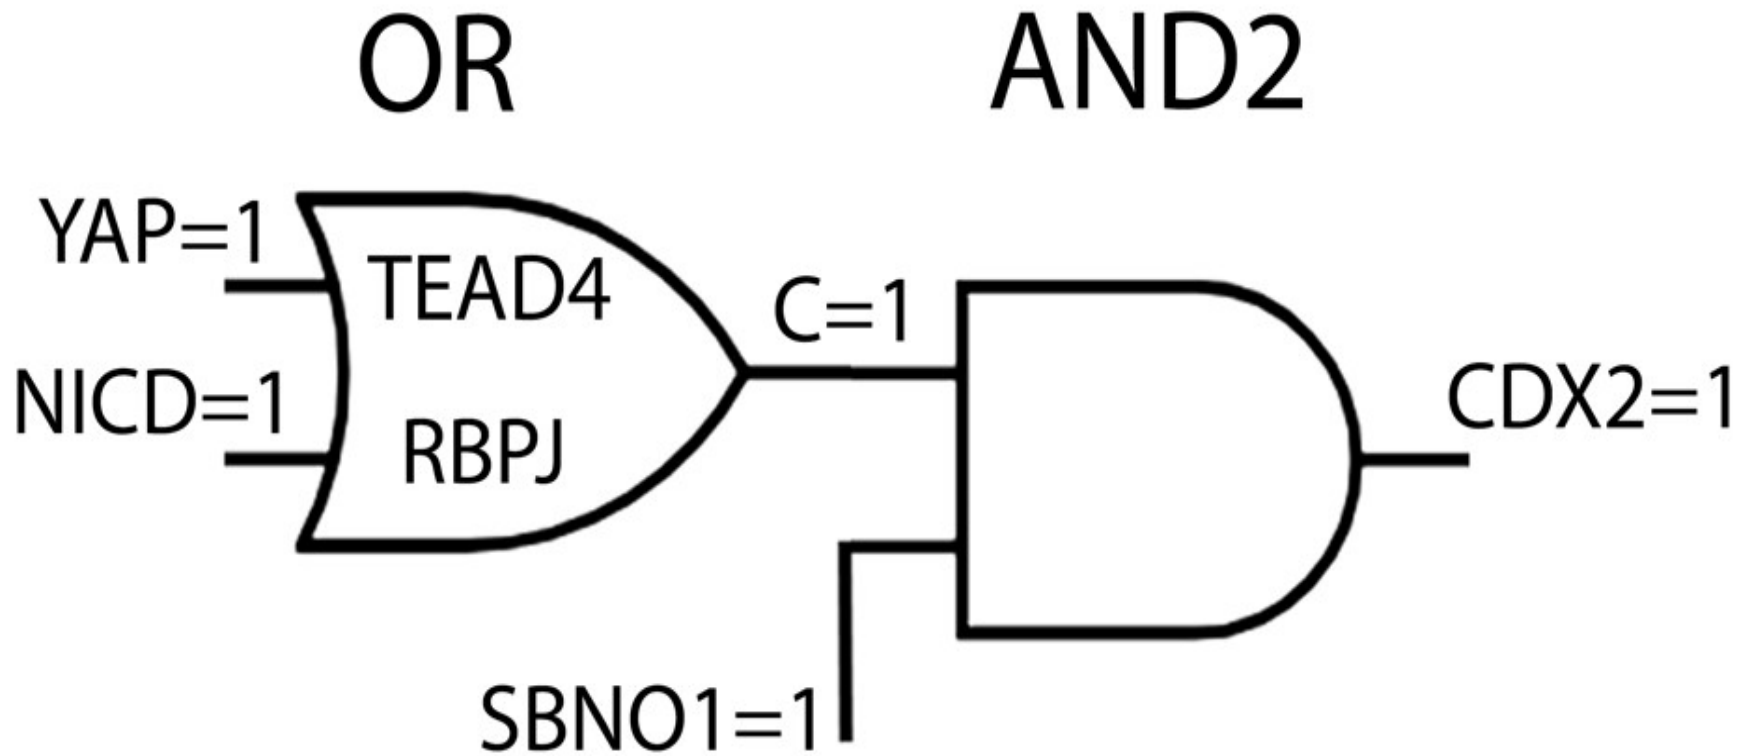 OR
AND2
YAP=1
TEAD4
C=1
NICD=1
RBPJ
CDX2=1
SBNO1=1